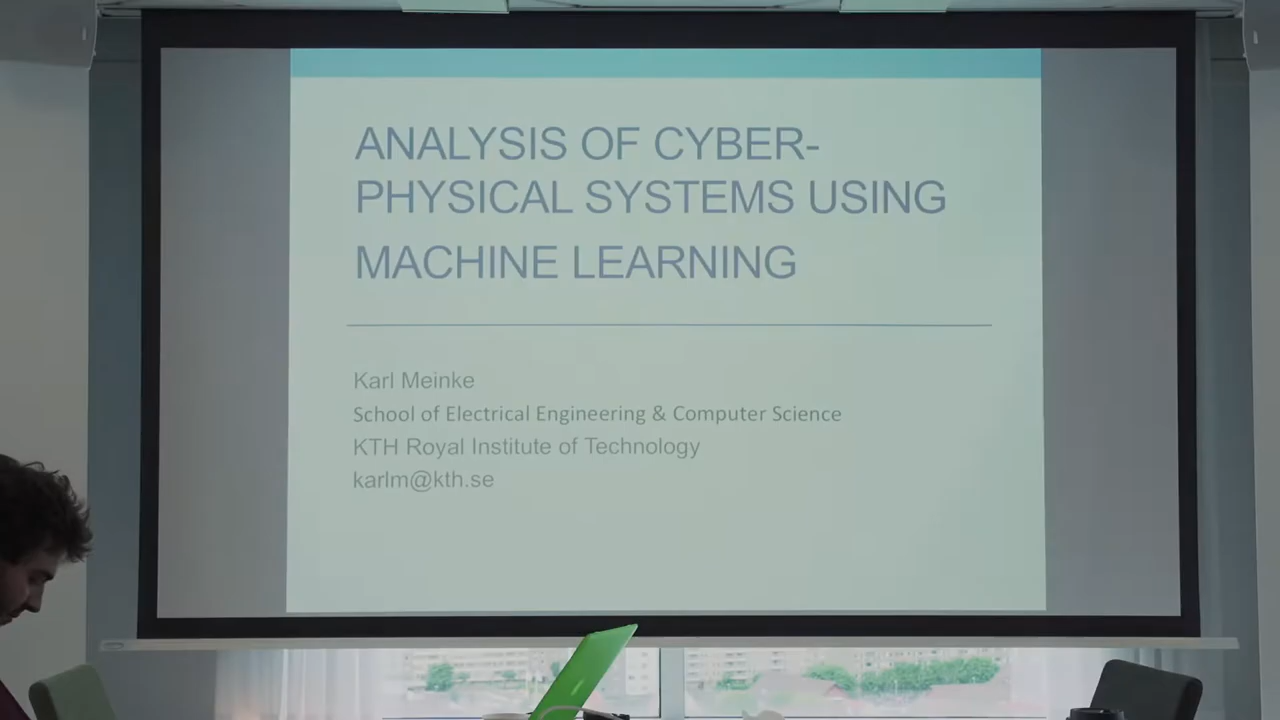 ANALYSIS OF CYBER-
PHYSICAL SYSTEMS USING
MACHINE LEARNING
Karl Meinke
School of Electrical Engineering & Computer Science
KTH Royal Institute of Technology
karlm@kth.se